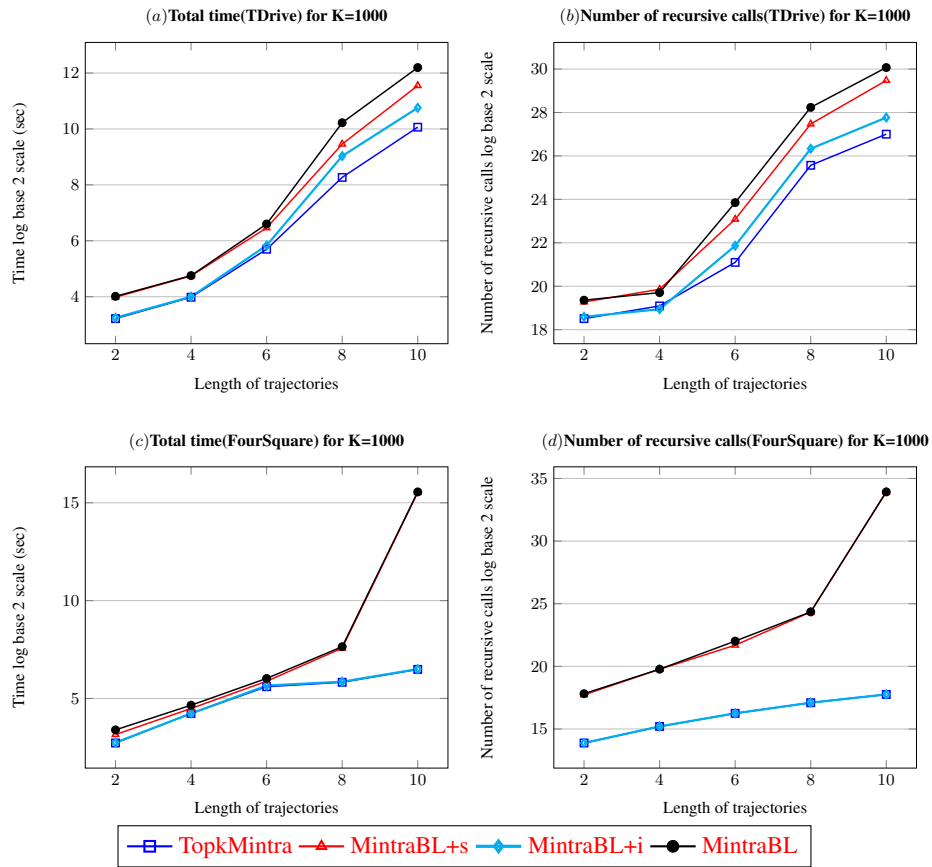 (a)Total time(TDrive) for K=1000
Time log base 2 scale (sec)
12
10
8
6
4
2 4 6 8 10
Length of trajectories
(b)Number of recursive calls(TDrive) for K=1000
Number of recursive calls log base 2 scale
30
28
26
24
22
20
18
2 4 6 8 10
Length of trajectories
(c)Total time(FourSquare) for K=1000
Time log base 2 scale (sec)
15
10
5
2 4 6 8 10
Length of trajectories
(d)Number of recursive calls(FourSquare) for K=1000
Number of recursive calls log base 2 scale
35
30
25
20
15
2 4 6 8 10
Length of trajectories
TopkMintra MintraBL+s MintraBL+i MintraBL